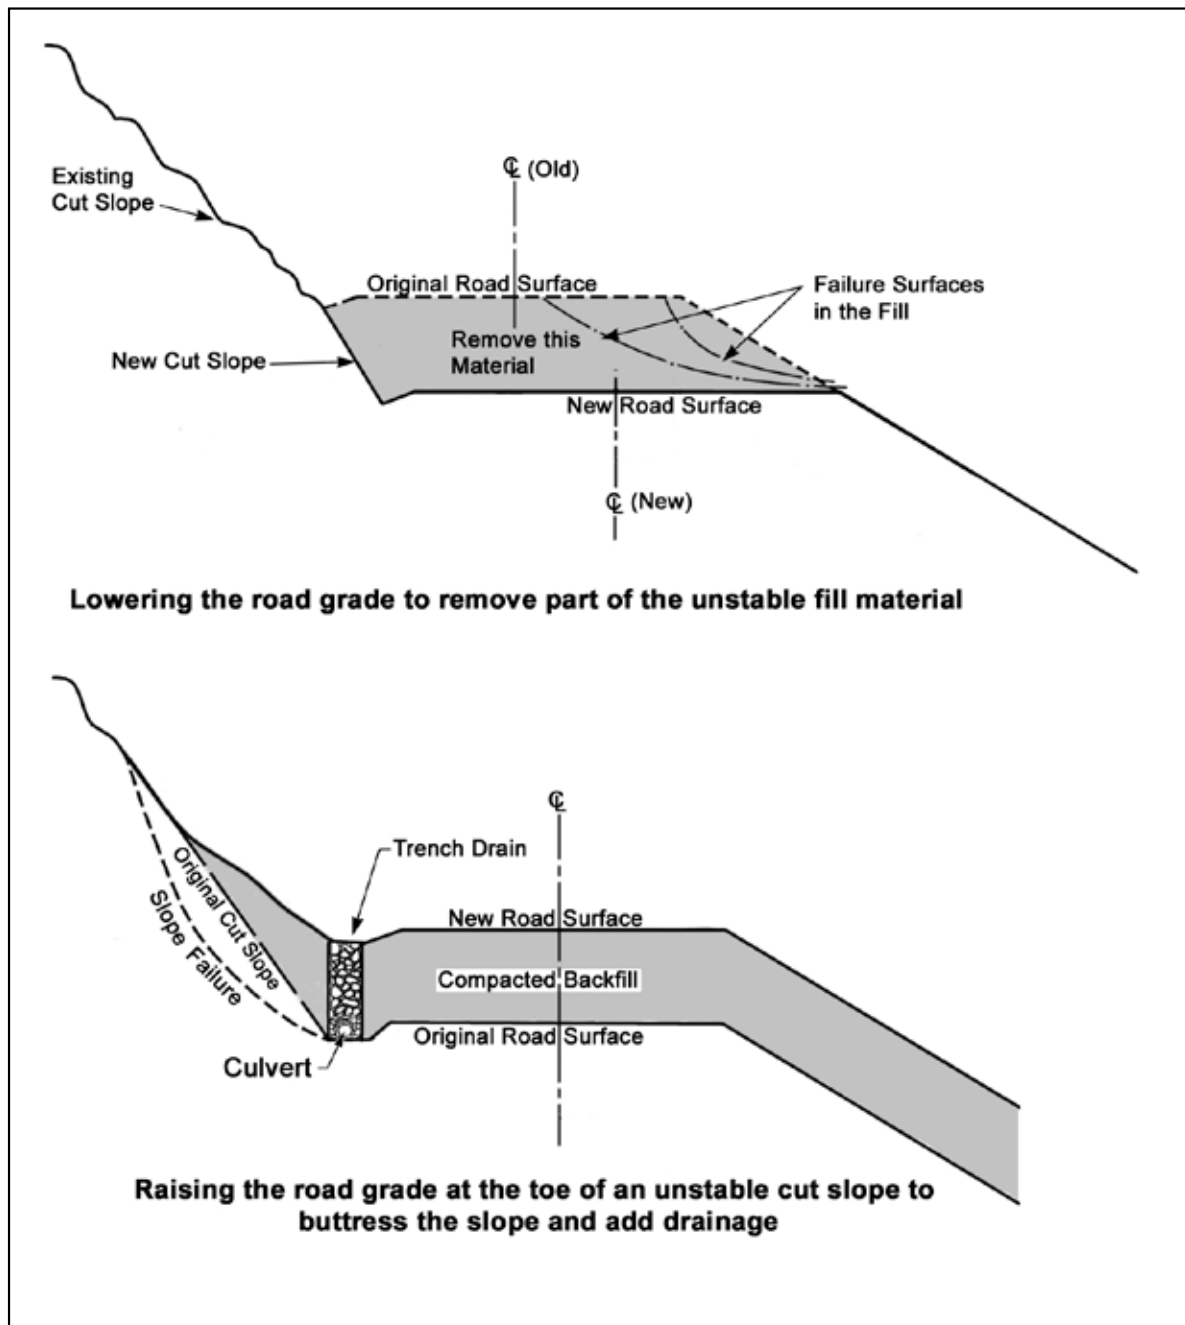 ℄ (Old)
Existing
Cut Slope
Original Road Surface
Failure Surfaces
in the Fill
Remove this
Material
New Cut Slope
New Road Surface
℄ (New)
Lowering the road grade to remove part of the unstable fill material
℄
Trench Drain
Original Cut Slope
Slope Failure
New Road Surface
Compacted Backfill
Original Road Surface
Culvert
Raising the road grade at the toe of an unstable cut slope to
buttress the slope and add drainage